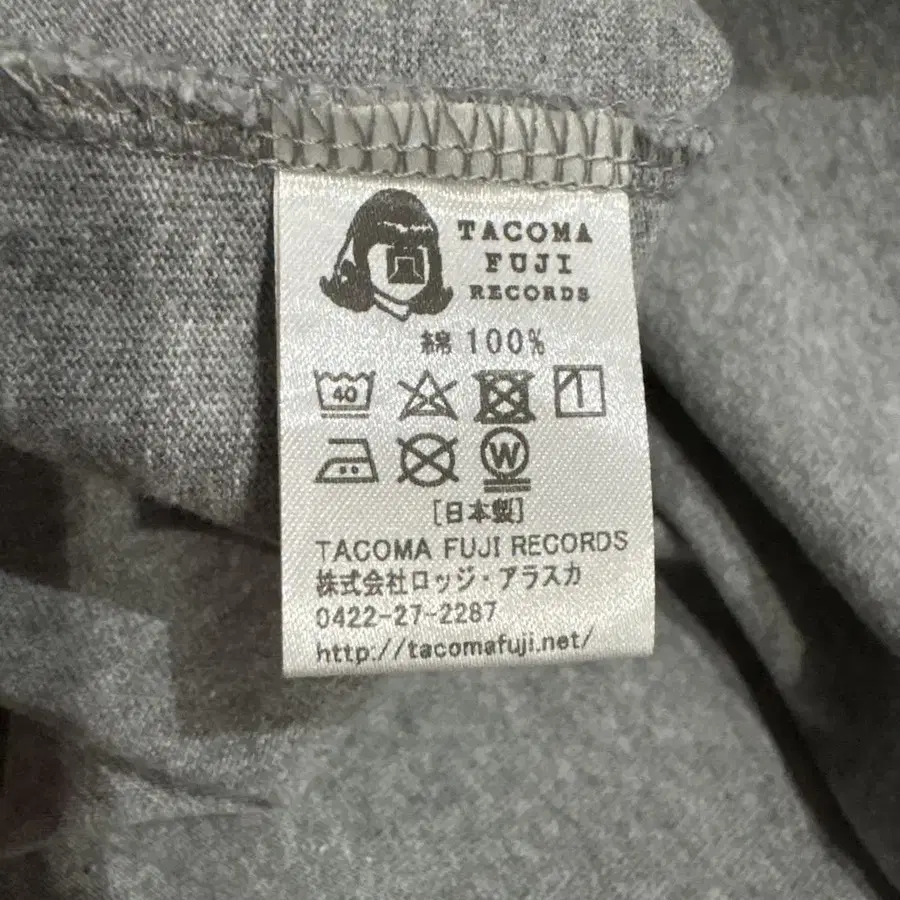 TACOMA
FUJI
RECORDS
綿 100%
40
W
[日本製]
TACOMA FUJI RECORDS
株式会社ロッジ・アラスカ
0422-27-2287
http://tacomafuji.net/